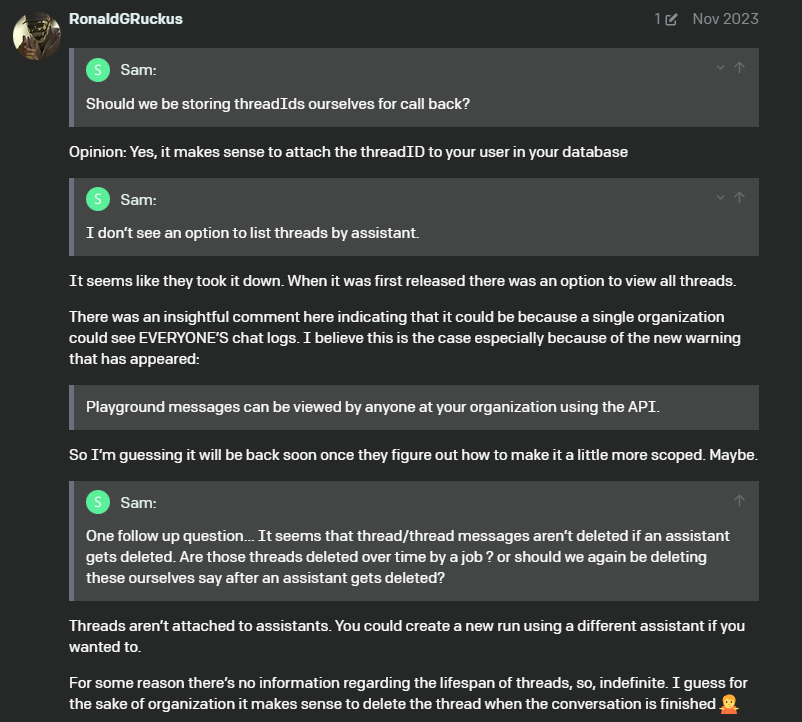 RonaldGRuckus
1 Nov 2023
S Sam:
Should we be storing threadIds ourselves for call back?
Opinion: Yes, it makes sense to attach the threadID to your user in your database
S Sam:
I don’t see an option to list threads by assistant.
It seems like they took it down. When it was first released there was an option to view all threads.
There was an insightful comment here indicating that it could be because a single organization
could see EVERYONE’S chat logs. I believe this is the case especially because of the new warning
that has appeared:
Playground messages can be viewed by anyone at your organization using the API.
So I’m guessing it will be back soon once they figure out how to make it a little more scoped. Maybe.
S Sam:
One follow up question... It seems that thread/thread messages aren’t deleted if an assistant
gets deleted. Are those threads deleted over time by a job ? or should we again be deleting
these ourselves say after an assistant gets deleted?
Threads aren’t attached to assistants. You could create a new run using a different assistant if you
wanted to.
For some reason there’s no information regarding the lifespan of threads, so, indefinite. I guess for
the sake of organization it makes sense to delete the thread when the conversation is finished 🤷